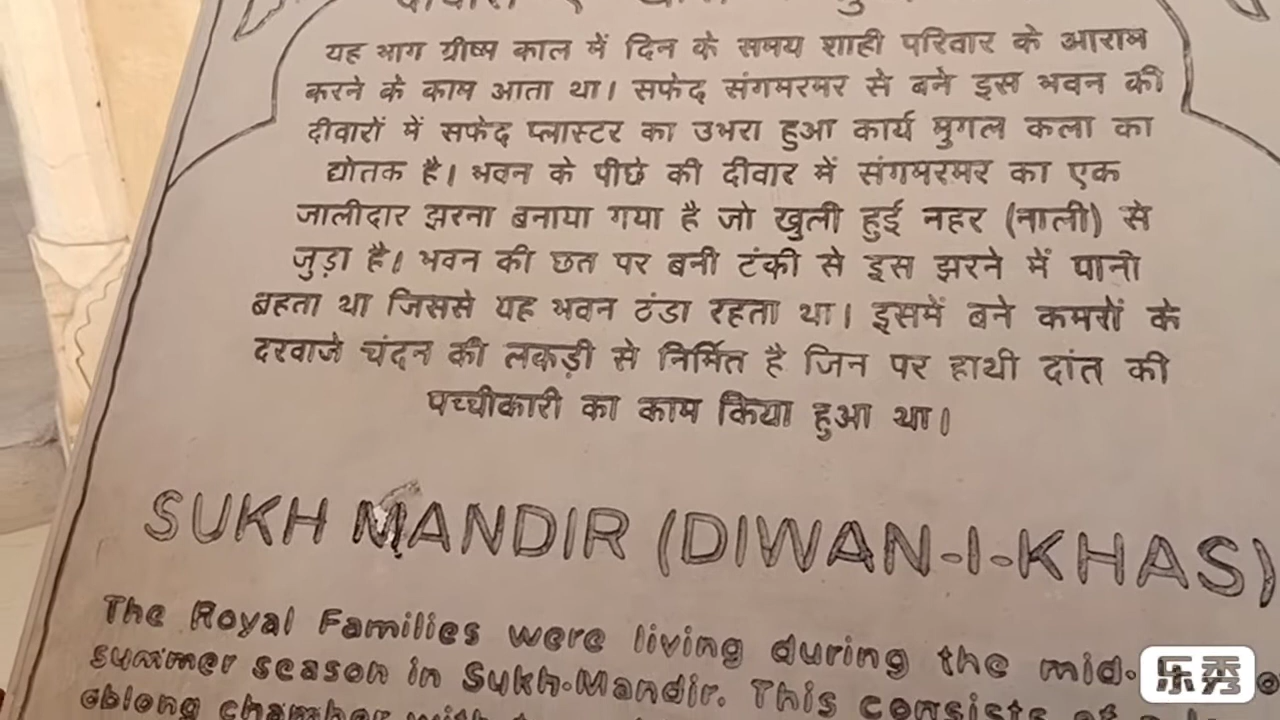 यह भाग ग्रीष्म काल में दिन के समय शाही परिवार के आराम
करने के काम आता था। सफेद संगमरमर से बने इस भवन की
दीवारों में सफेद प्लास्टर का उभरा हुआ कार्य मुगल कला का
द्योतक है। भवन के पीछे की दीवार में संगमरमर का एक
जालीदार झरना बनाया गया है जो खुली हुई नहर (नाली) से
जुड़ा है। भवन की छत पर बनी टंकी से इस झरने में पानी
बहता था जिससे यह भवन ठंडा रहता था। इसमें बने कमरों के
दरवाजे चंदन की लकड़ी से निर्मित है जिन पर हाथी दांत की
पच्चीकारी का काम किया हुआ था।
SUKH MANDIR (DIWAN-I-KHAS)
The Royal Families were living during the mid.
summer season in Sukh-Mandir. This consists of
oblong chamber with
乐秀